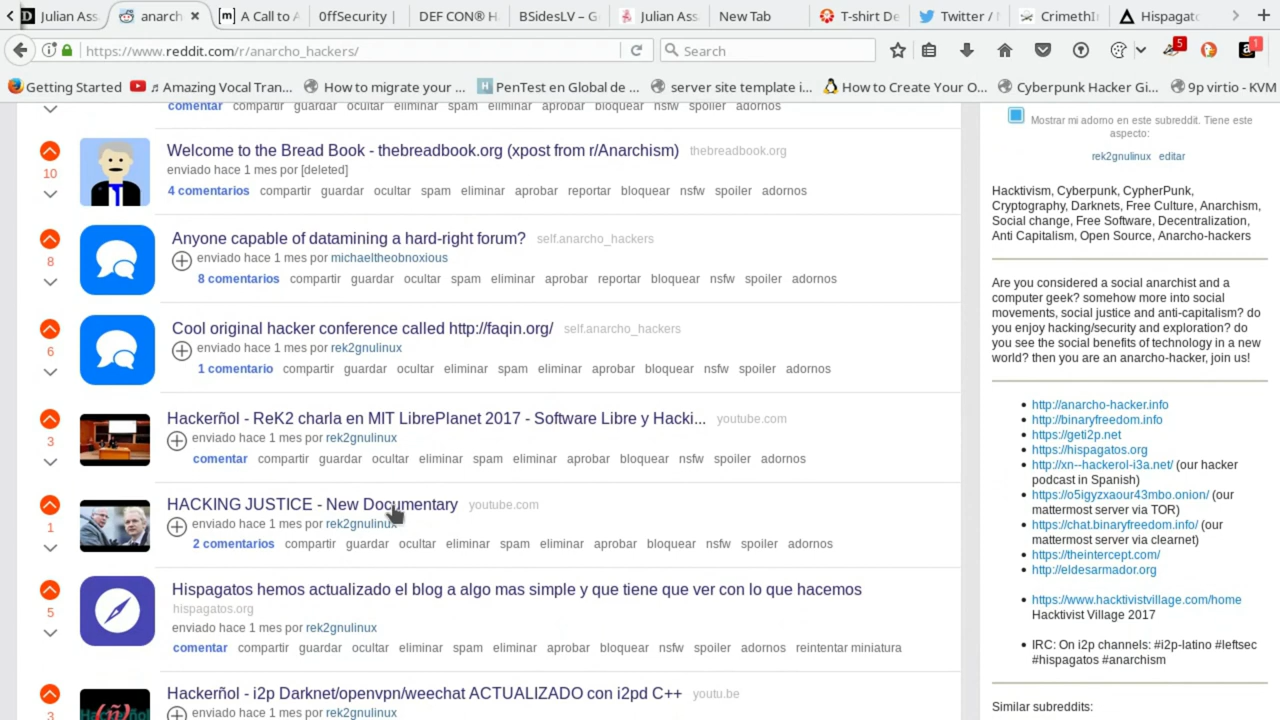 Julian Ass
anarch
A Call to A
0ffSecurity |
DEF CON® H
BSidesLV – G
Julian Ass
New Tab
T-shirt De
Twitter / N
CrimethI
Hispagato
https://www.reddit.com/r/anarcho_hackers/
Search
5
1
Getting Started
♬ Amazing Vocal Tran...
How to migrate your ...
PenTest en Global de ...
server site template i...
How to Create Your O...
Cyberpunk Hacker Gi...
9p virtio - KVM
comentar compartir guardar ocultar eliminar spam eliminar aprobar bloquear nsfw spoiler adornos
10
Welcome to the Bread Book - thebreadbook.org (xpost from r/Anarchism) thebreadbook.org
enviado hace 1 mes por [deleted]
4 comentarios compartir guardar ocultar spam eliminar aprobar reportar bloquear nsfw spoiler adornos
8
Anyone capable of datamining a hard-right forum? self.anarcho_hackers
enviado hace 1 mes por michaeltheobnoxious
8 comentarios compartir guardar ocultar spam eliminar aprobar reportar bloquear nsfw spoiler adornos
6
Cool original hacker conference called http://faqin.org/ self.anarcho_hackers
enviado hace 1 mes por rek2gnulinux
1 comentario compartir guardar ocultar eliminar spam eliminar aprobar bloquear nsfw spoiler adornos
3
Hackerñol - ReK2 charla en MIT LibrePlanet 2017 - Software Libre y Hacki... youtube.com
enviado hace 1 mes por rek2gnulinux
comentar compartir guardar ocultar eliminar spam eliminar aprobar bloquear nsfw spoiler adornos
1
HACKING JUSTICE - New Documentary youtube.com
enviado hace 1 mes por rek2gnulinux
2 comentarios compartir guardar ocultar eliminar spam eliminar aprobar bloquear nsfw spoiler adornos
5
Hispagatos hemos actualizado el blog a algo mas simple y que tiene que ver con lo que hacemos
hispagatos.org
enviado hace 1 mes por rek2gnulinux
comentar compartir guardar ocultar eliminar spam eliminar aprobar bloquear nsfw spoiler adornos reintentar miniatura
3
Hackerñol - i2p Darknet/openvpn/weechat ACTUALIZADO con i2pd C++ youtu.be
enviado hace 1 mes por rek2gnulinux
Mostrar mi adorno en este subreddit. Tiene este
aspecto:
rek2gnulinux editar
Hacktivism, Cyberpunk, CypherPunk,
Cryptography, Darknets, Free Culture, Anarchism,
Social change, Free Software, Decentralization,
Anti Capitalism, Open Source, Anarcho-hackers
Are you considered a social anarchist and a
computer geek? somehow more into social
movements, social justice and anti-capitalism? do
you enjoy hacking/security and exploration? do
you see the social benefits of technology in a new
world? then you are an anarcho-hacker, join us!
http://anarcho-hacker.info
http://binaryfreedom.info
https://geti2p.net
https://hispagatos.org
http://xn--hackerol-i3a.net/ (our hacker
podcast in Spanish)
https://o5igyzxaour43mbo.onion/ (our
mattermost server via TOR)
https://chat.binaryfreedom.info/ (our
mattermost server via clearnet)
https://theintercept.com/
http://eldesarmador.org
https://www.hacktivistvillage.com/home
Hacktivist Village 2017
IRC: On i2p channels: #i2p-latino #leftsec
#hispagatos #anarchism
Similar subreddits: